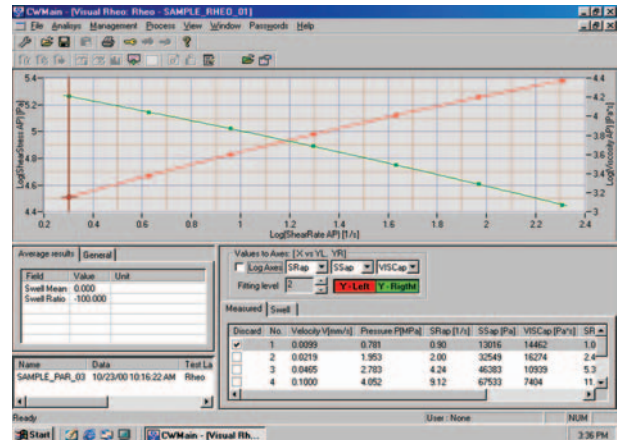 CWMain - [Visual Rheo: Rheo - SAMPLE_RHEO_01]
File Analisys Management Process View Window Passwords Help
5.4
5.2
5
4.8
4.6
4.4
Log(ShearStress AP) [Pa]
4.4
4.2
4
3.8
3.6
3.4
3.2
3
Log(Viscosity AP) [Pa*s]
0.2 0.4 0.6 0.8 1 1.2 1.4 1.6 1.8 2 2.2 2.4
Log(ShearRate AP) [1/s]
Average results General
Field Value Unit
Swell Mean 0.000
Swell Ratio -100.000
Name Data Test La
SAMPLE_PAR_03 10/23/00 10:16:22 AM Rheo
Values to Axes: [X vs YL, YR]
Log Axes SRap SSap VISCap
Fitting level 2 Y - Left Y - Rigtht
Measured Swell
Discard No. Velocity V[mm/s] Pressure P[MPa] SRap [1/s] SSap [Pa] VISCap [Pa*s] SR
1 0.0099 0.781 0.90 13016 14462 1.0
2 0.0219 1.953 2.00 32549 16274 2.4
3 0.0465 2.783 4.24 46383 10939 5.3
4 0.1000 4.052 9.12 67533 7404 11.
Ready User : None NUM
Start CWMain - [Visual Rh... 3:36 PM